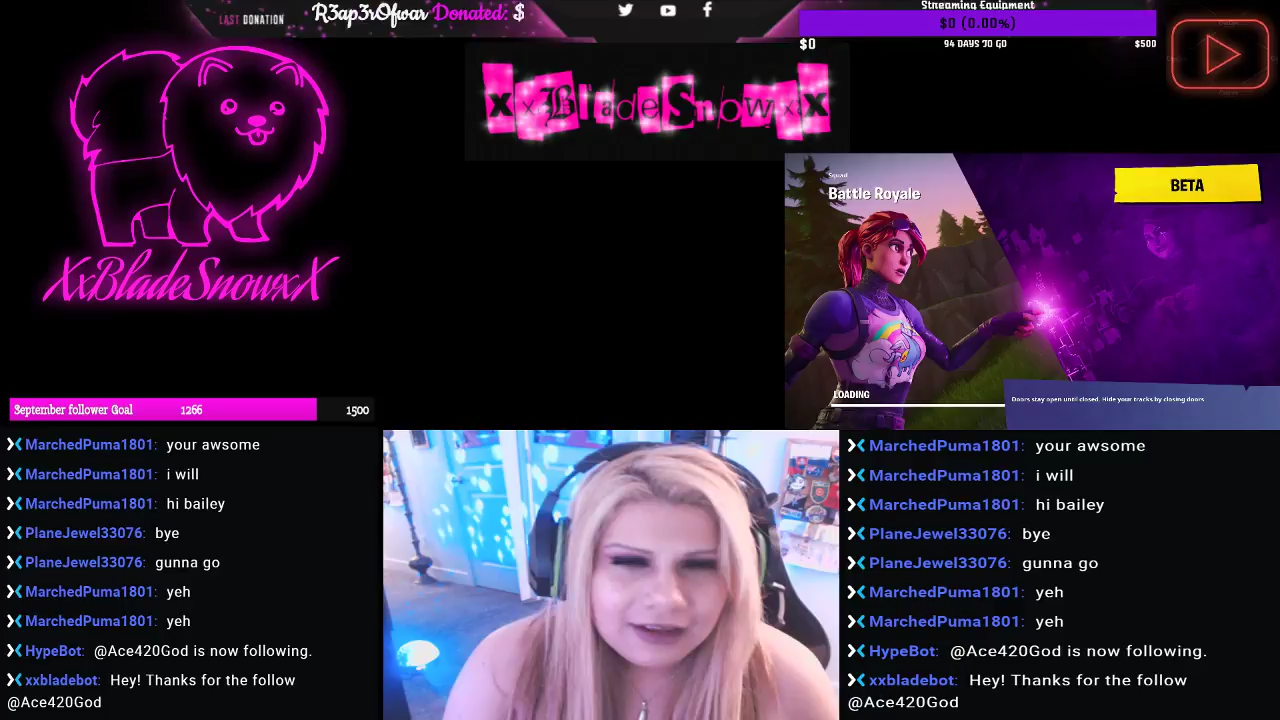 LAST DONATION
R3ap3rOfwar Donated: $
Streaming Equipment
$0 (0.00%)
$0
94 DAYS TO GO
$500
XxBladeSnowxX
XxBladeSnowxX
Squad
Battle Royale
BETA
LOADING
Doors stay open until closed. Hide your tracks by closing doors
September follower Goal
1266
1500
MarchedPuma1801: your awsome
MarchedPuma1801: i will
MarchedPuma1801: hi bailey
PlaneJewel33076: bye
PlaneJewel33076: gunna go
MarchedPuma1801: yeh
MarchedPuma1801: yeh
HypeBot: @Ace420God is now following.
xxbladebot: Hey! Thanks for the follow
@Ace420God
MarchedPuma1801: your awsome
MarchedPuma1801: i will
MarchedPuma1801: hi bailey
PlaneJewel33076: bye
PlaneJewel33076: gunna go
MarchedPuma1801: yeh
MarchedPuma1801: yeh
HypeBot: @Ace420God is now following.
xxbladebot: Hey! Thanks for the follow
@Ace420God